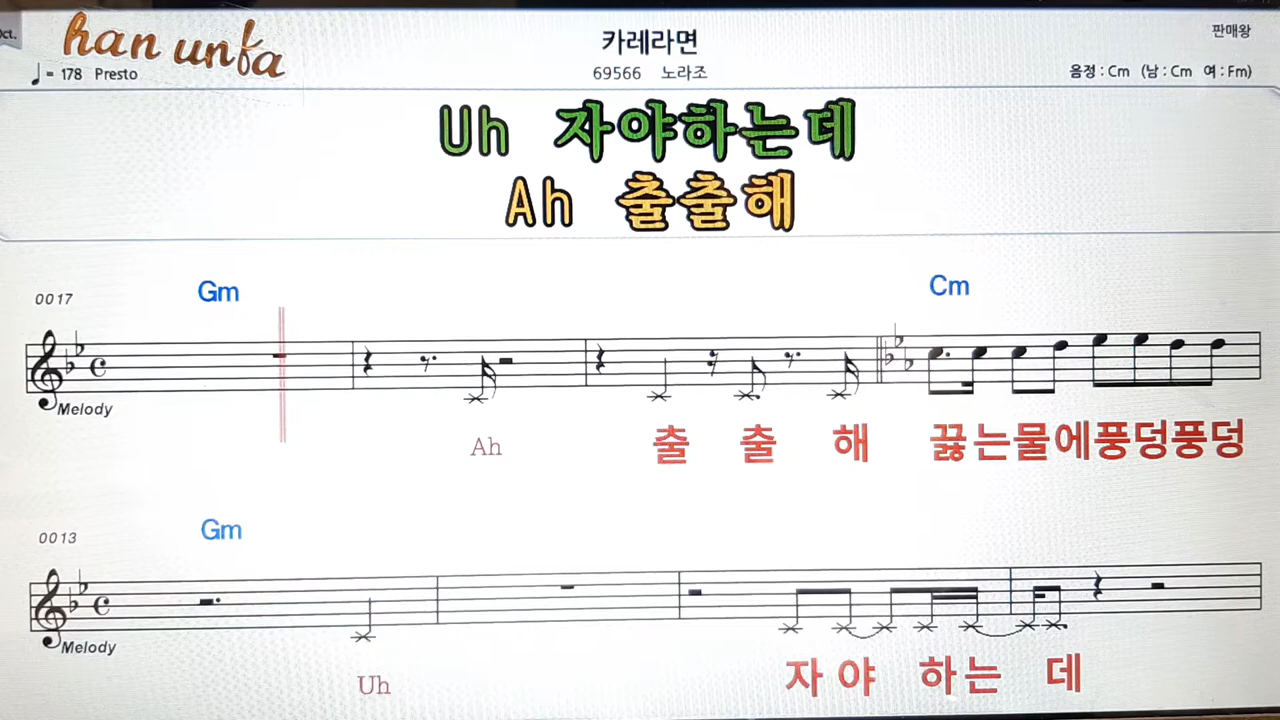 ct.
han unfa
카레라면
판매왕
♩= 178 Presto
69566 노라조
음정 : Cm (남 : Cm 여 : Fm)
Uh 자야하는데
Ah 출출해
0017
Gm
Cm
Melody
Ah 출 출 해 끓는물에풍덩풍덩
0013
Gm
Melody
Uh 자 야 하는 데